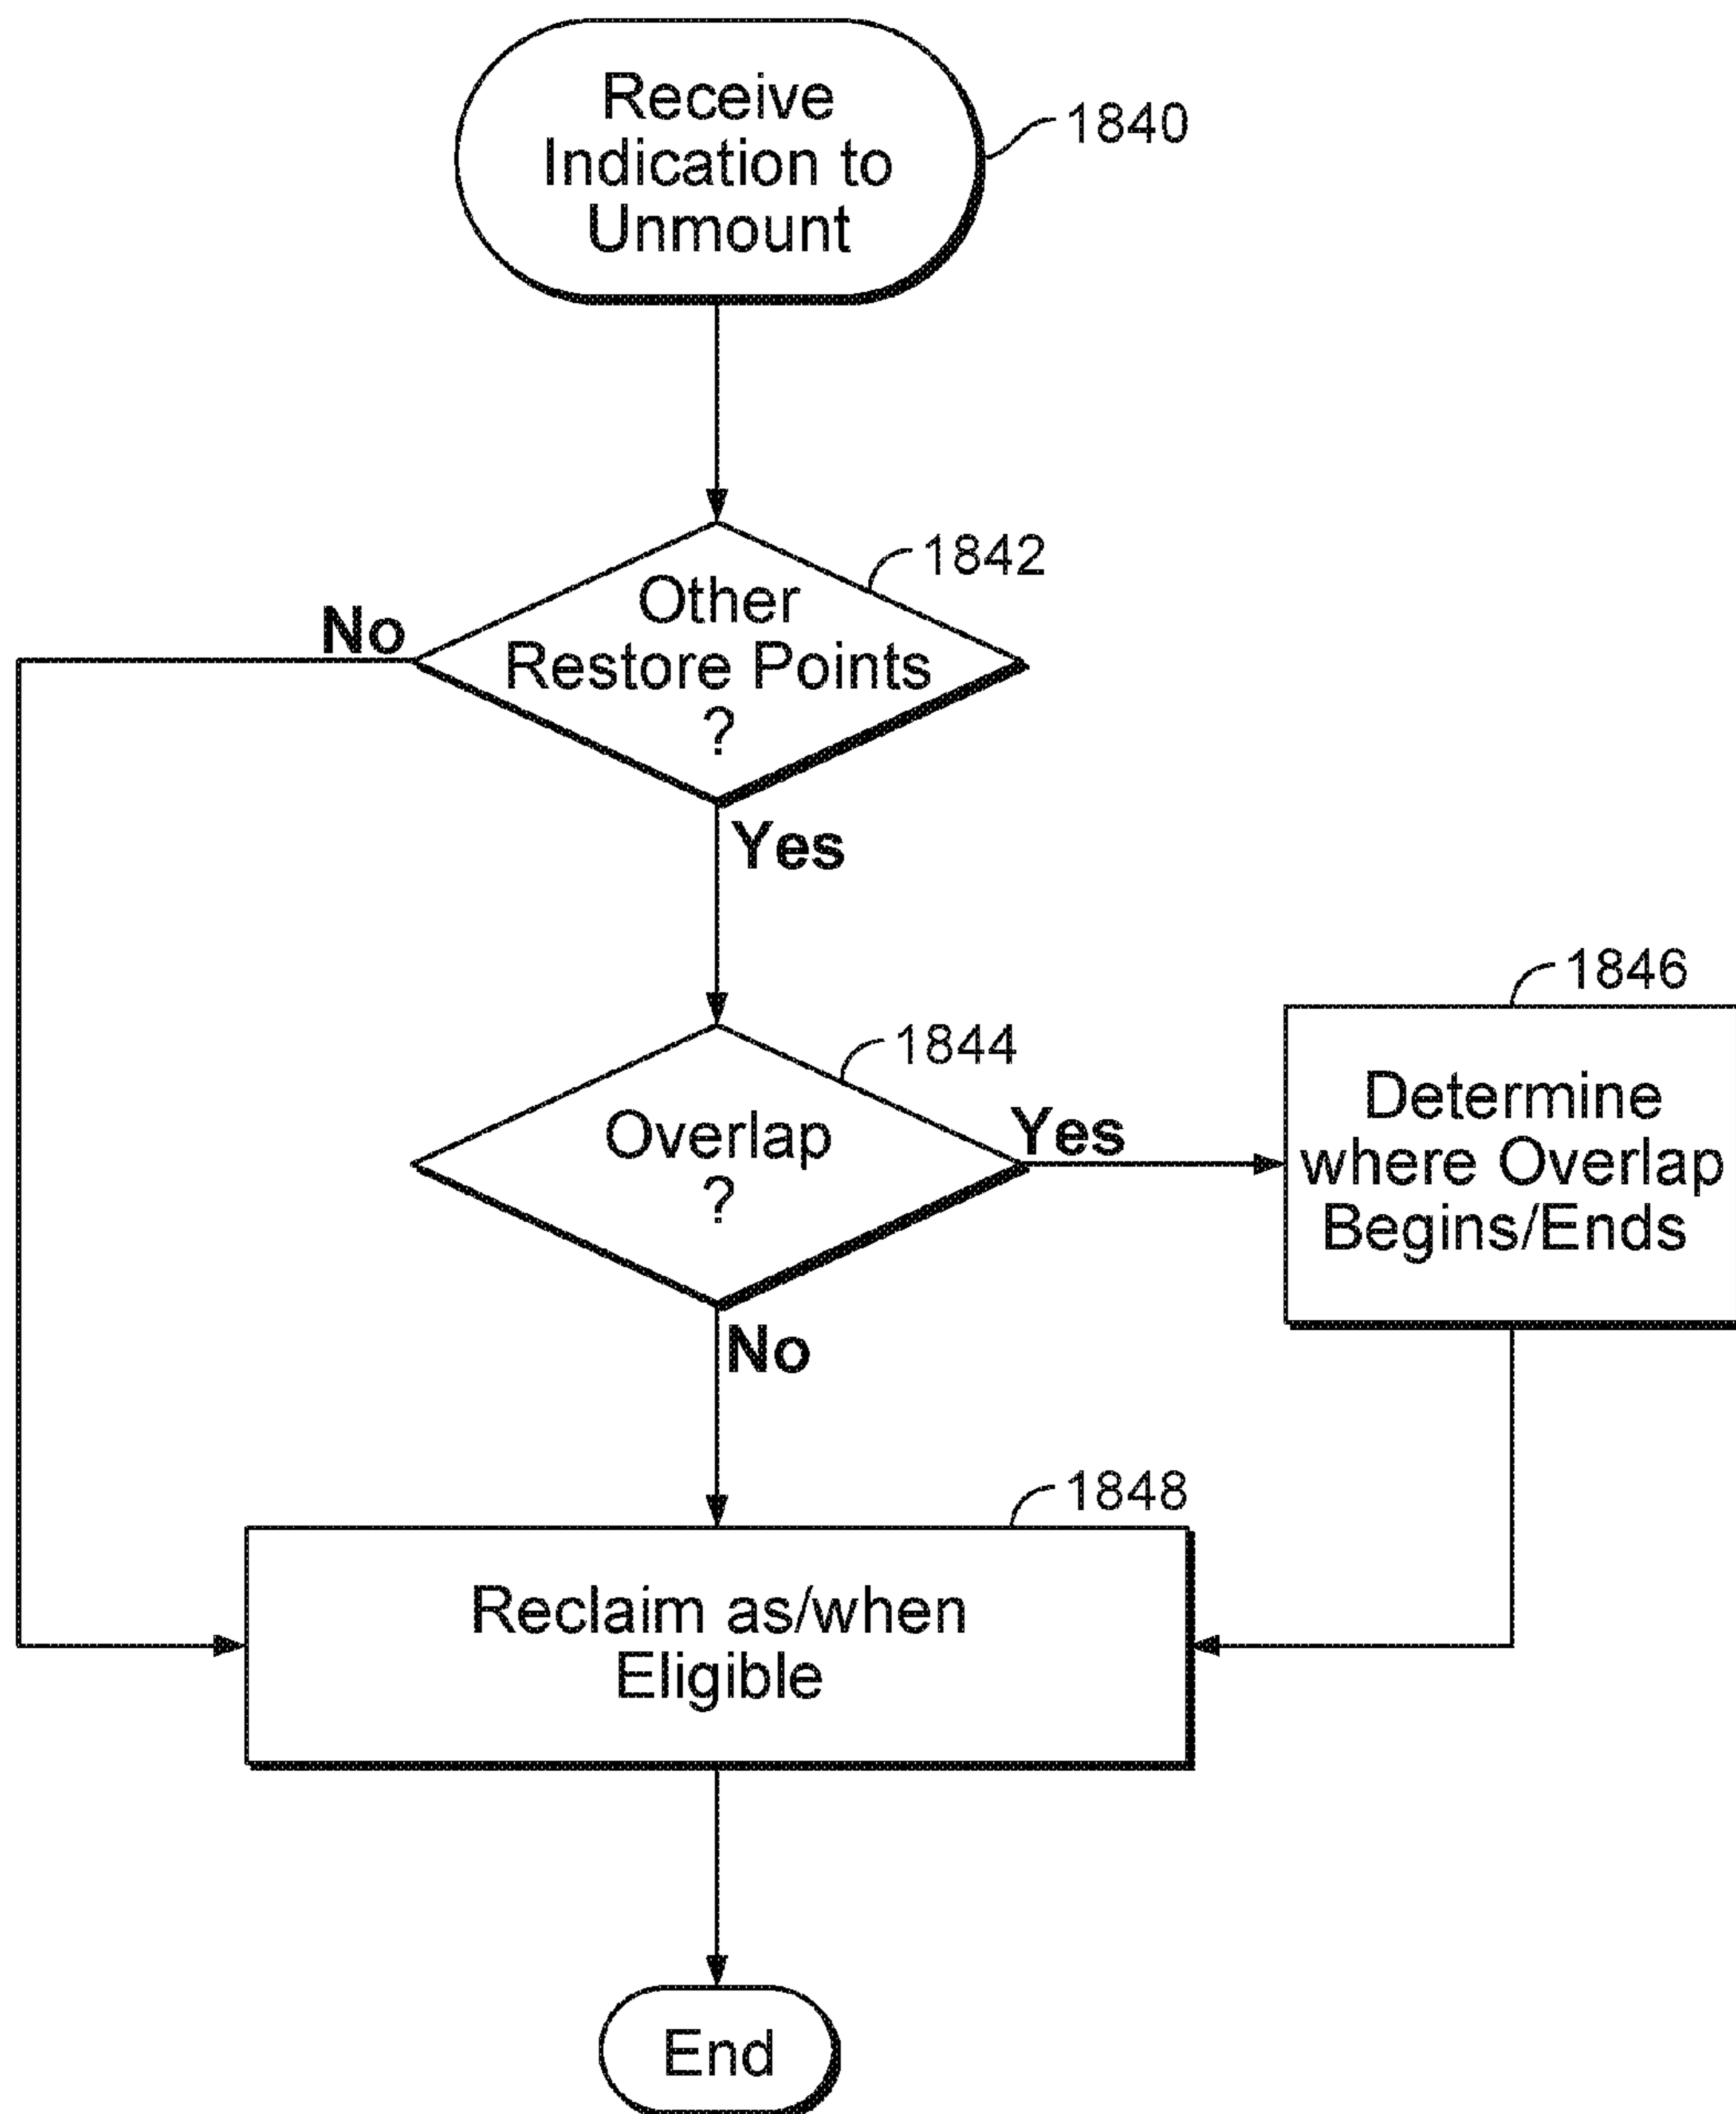 Receive
Indication to
Unmount
1840
1842
Other
Restore Points
?
No
Yes
1844
Overlap
?
Yes
1846
Determine
where Overlap
Begins/Ends
No
1848
Reclaim as/when
Eligible
End